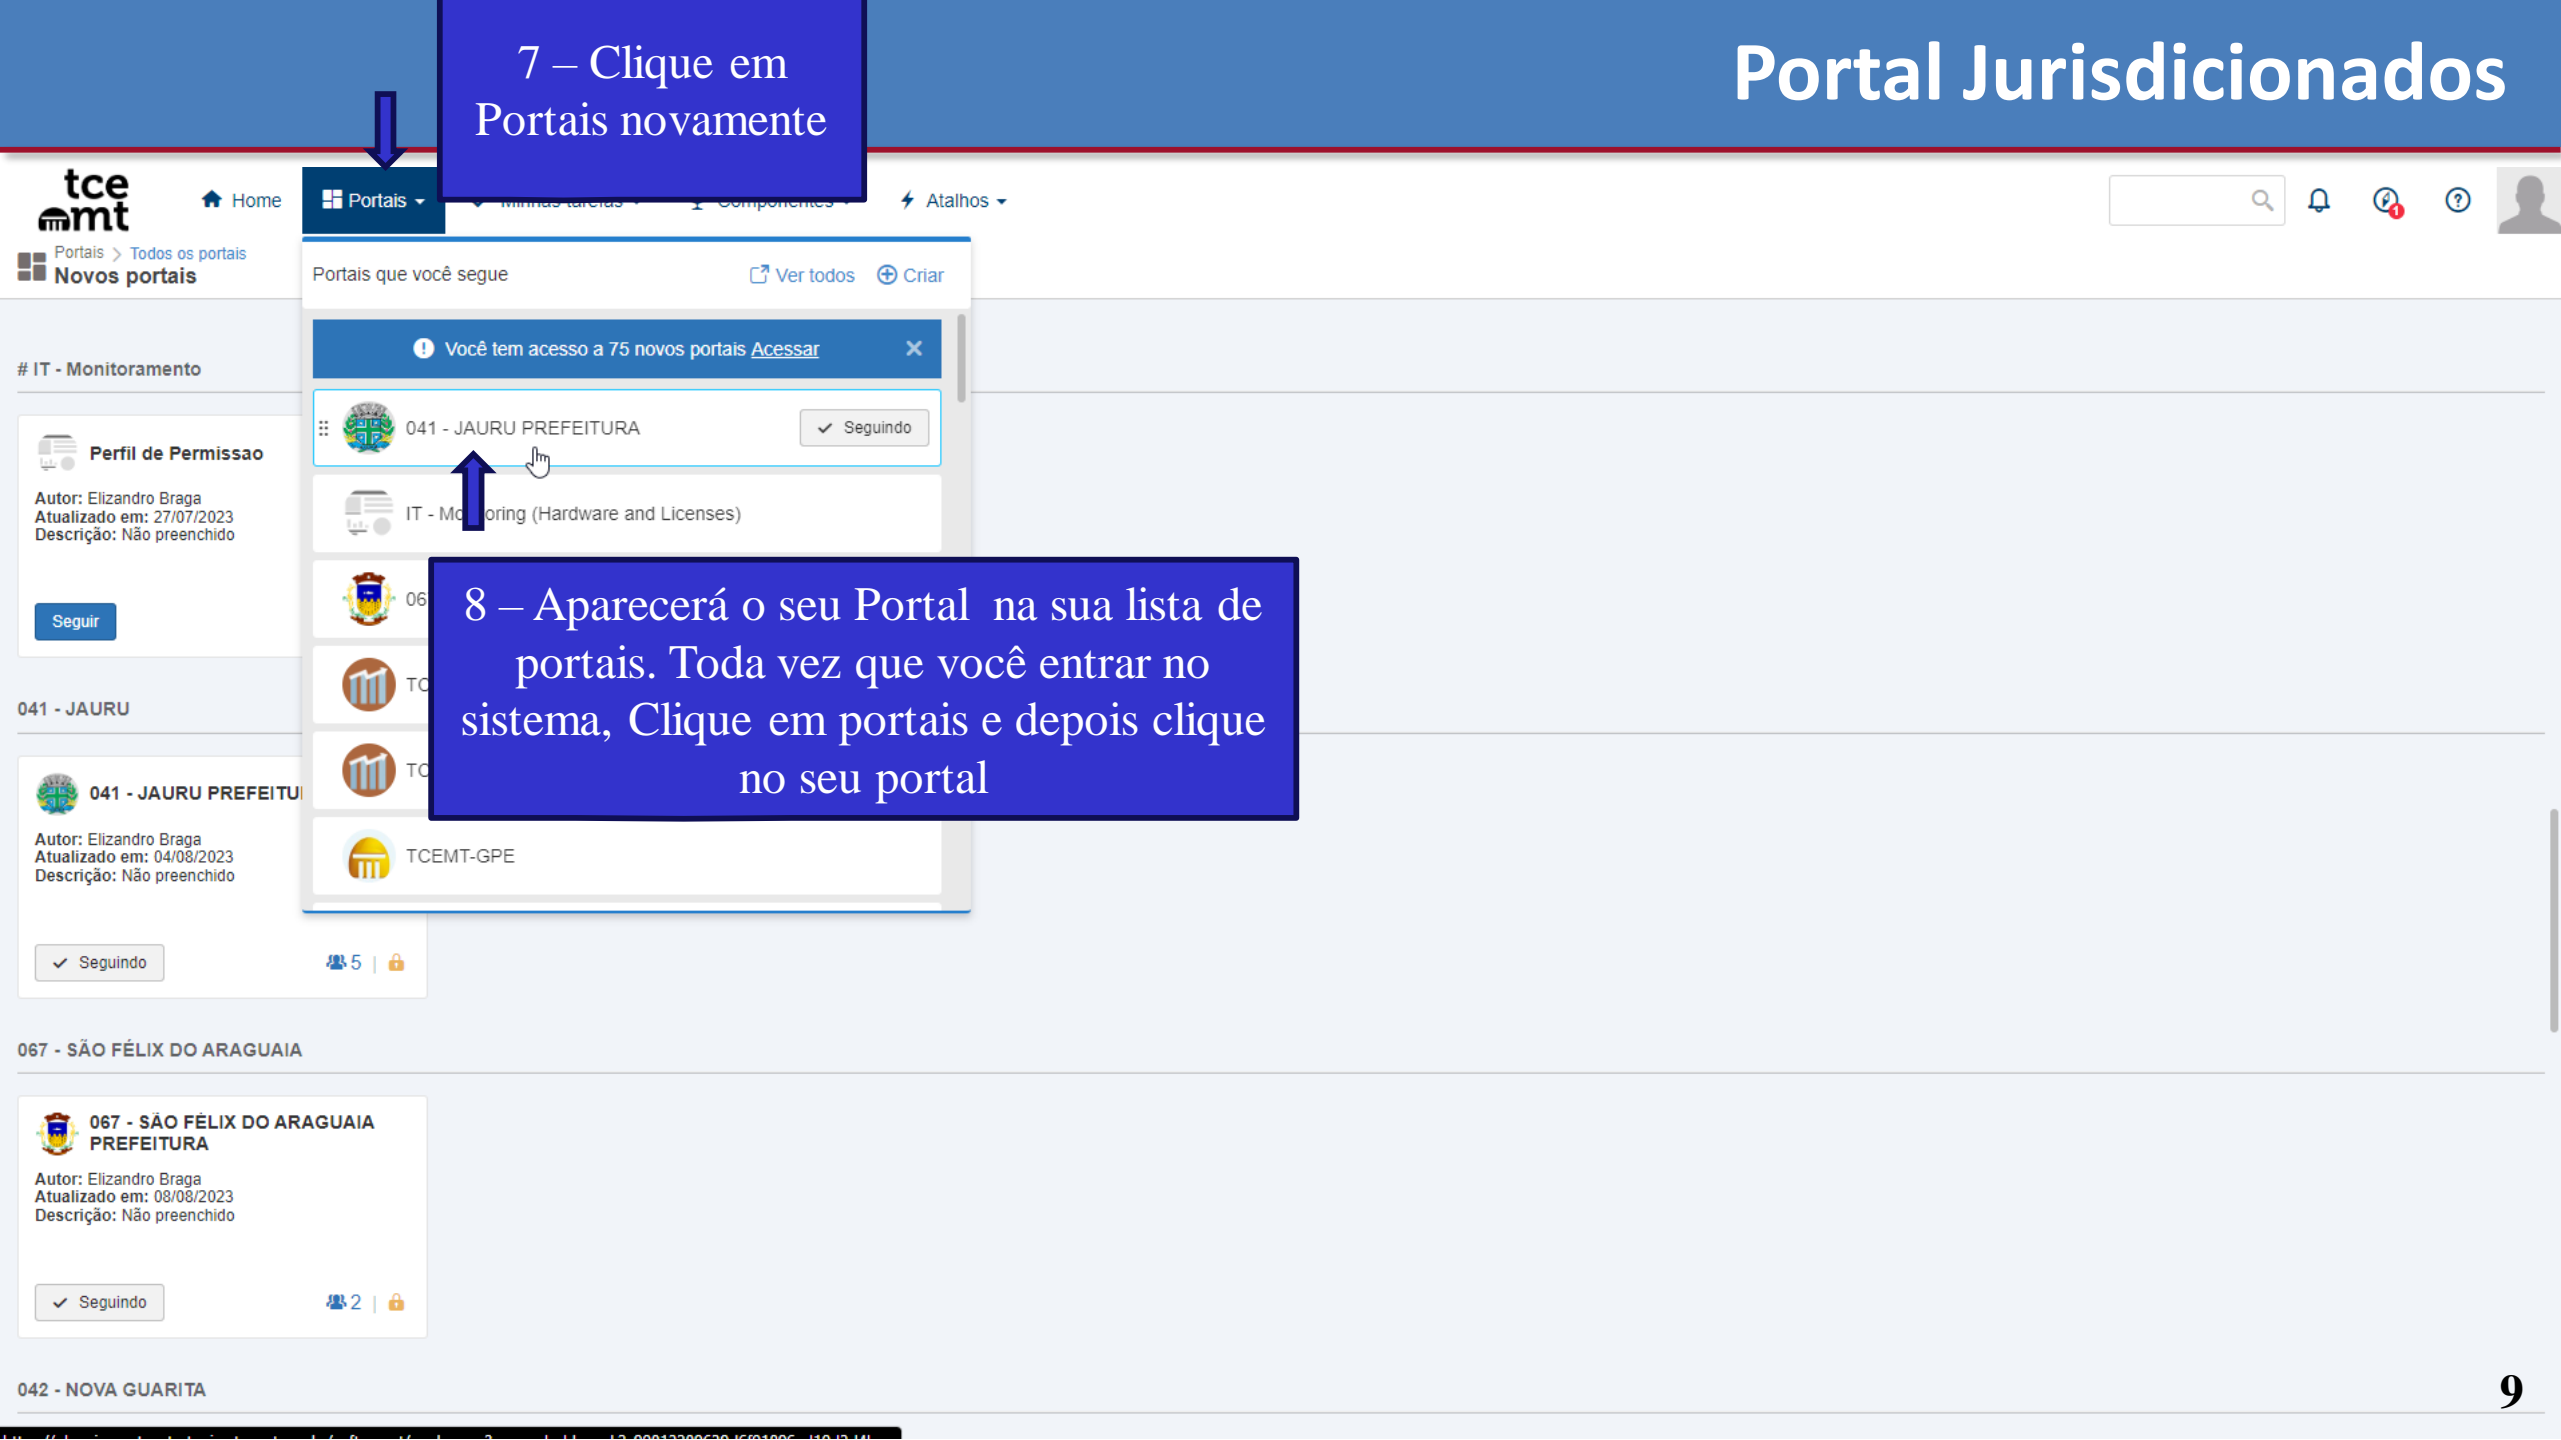 7 – Clique em
Portais novamente
Portal Jurisdicionados
tce
mt
Home
Portais
Minhas tarefas
Componentes
Atalhos
1
Portais > Todos os portais
Novos portais
Portais que você segue
Ver todos
Criar
Você tem acesso a 75 novos portais Acessar
# IT - Monitoramento
041 - JAURU PREFEITURA
Seguindo
Perfil de Permissao
Autor: Elizandro Braga
Atualizado em: 27/07/2023
Descrição: Não preenchido
IT - (Hardware and Licenses)
Seguir
8 – Aparecerá o seu Portal na sua lista de
portais. Toda vez que você entrar no
sistema, Clique em portais e depois clique
no seu portal
041 - JAURU
041 - JAURU
Autor: Elizandro Braga
Atualizado em: 04/08/2023
Descrição: Não preenchido
TCEMT-GPE
Seguindo
5 |
067 - SÃO FÉLIX DO ARAGUAIA
067 - SÃO FÉLIX DO ARAGUAIA
PREFEITURA
Autor: Elizandro Braga
Atualizado em: 08/08/2023
Descrição: Não preenchido
Seguindo
2 |
042 - NOVA GUARITA
9